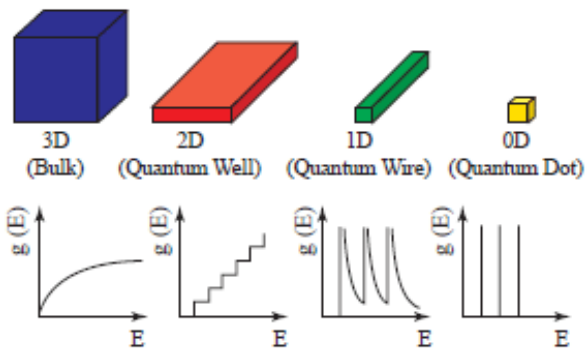 3D 2D 1D 0D
(Bulk) (Quantum Well) (Quantum Wire) (Quantum Dot)
g (E) g (E) g (E) g (E)
E E E E